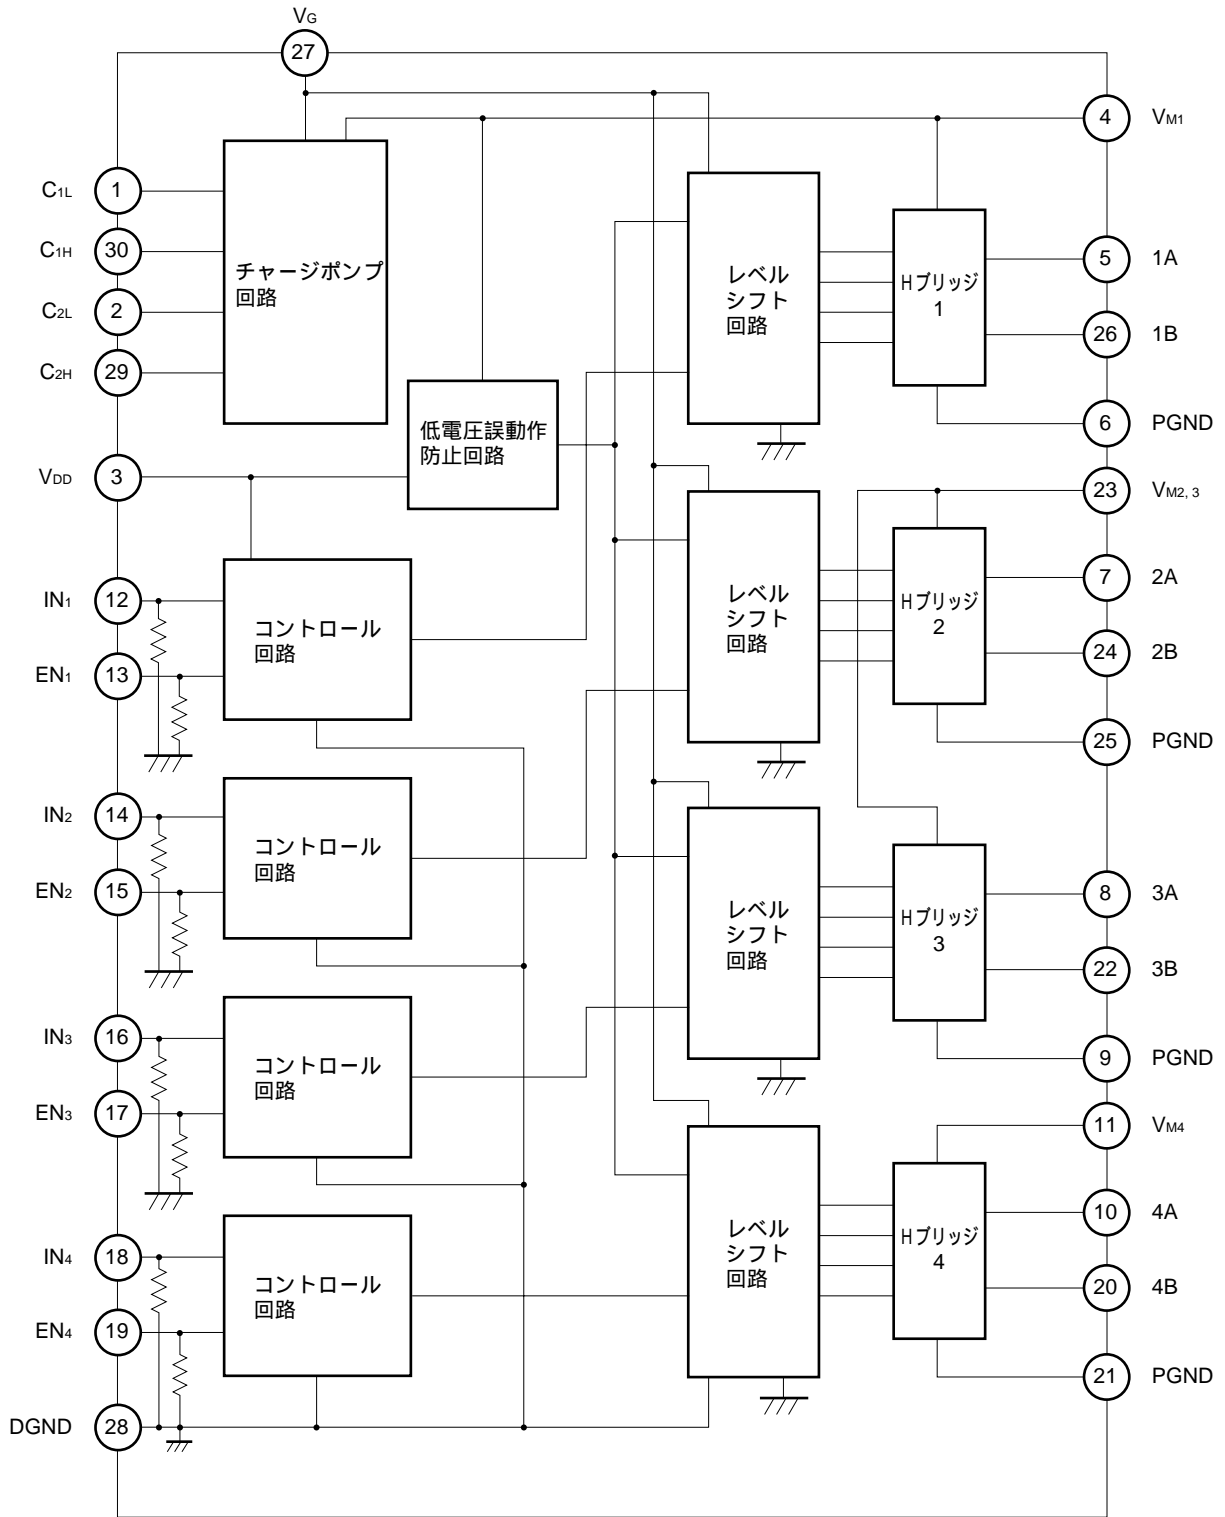 VG
27
4 VM1
C1L 1
C1H 30
C2L 2
C2H 29
チャージポンプ
回路
レベル
シフト
回路
Hブリッジ
1
5 1A
26 1B
6 PGND
VDD 3
低電圧誤動作
防止回路
23 VM2, 3
IN1 12
EN1 13
コントロール
回路
レベル
シフト
回路
Hブリッジ
2
7 2A
24 2B
25 PGND
IN2 14
EN2 15
コントロール
回路
レベル
シフト
回路
Hブリッジ
3
8 3A
22 3B
9 PGND
IN3 16
EN3 17
コントロール
回路
11 VM4
IN4 18
EN4 19
コントロール
回路
レベル
シフト
回路
Hブリッジ
4
10 4A
20 4B
21 PGND
DGND 28